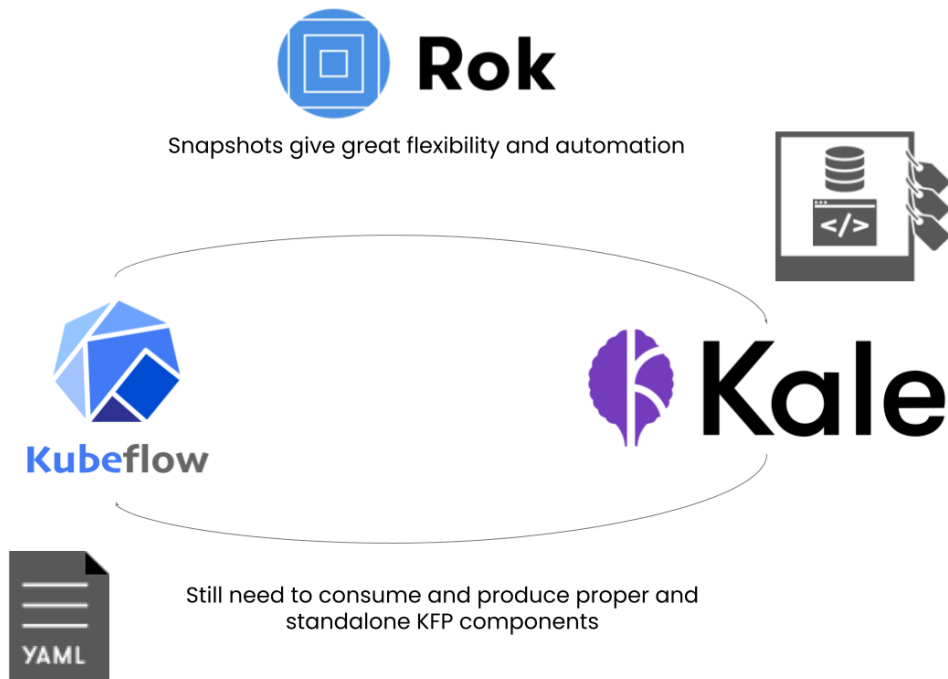 Rok
Snapshots give great flexibility and automation
</>
Kale
Kubeflow
Still need to consume and produce proper and
standalone KFP components
YAML